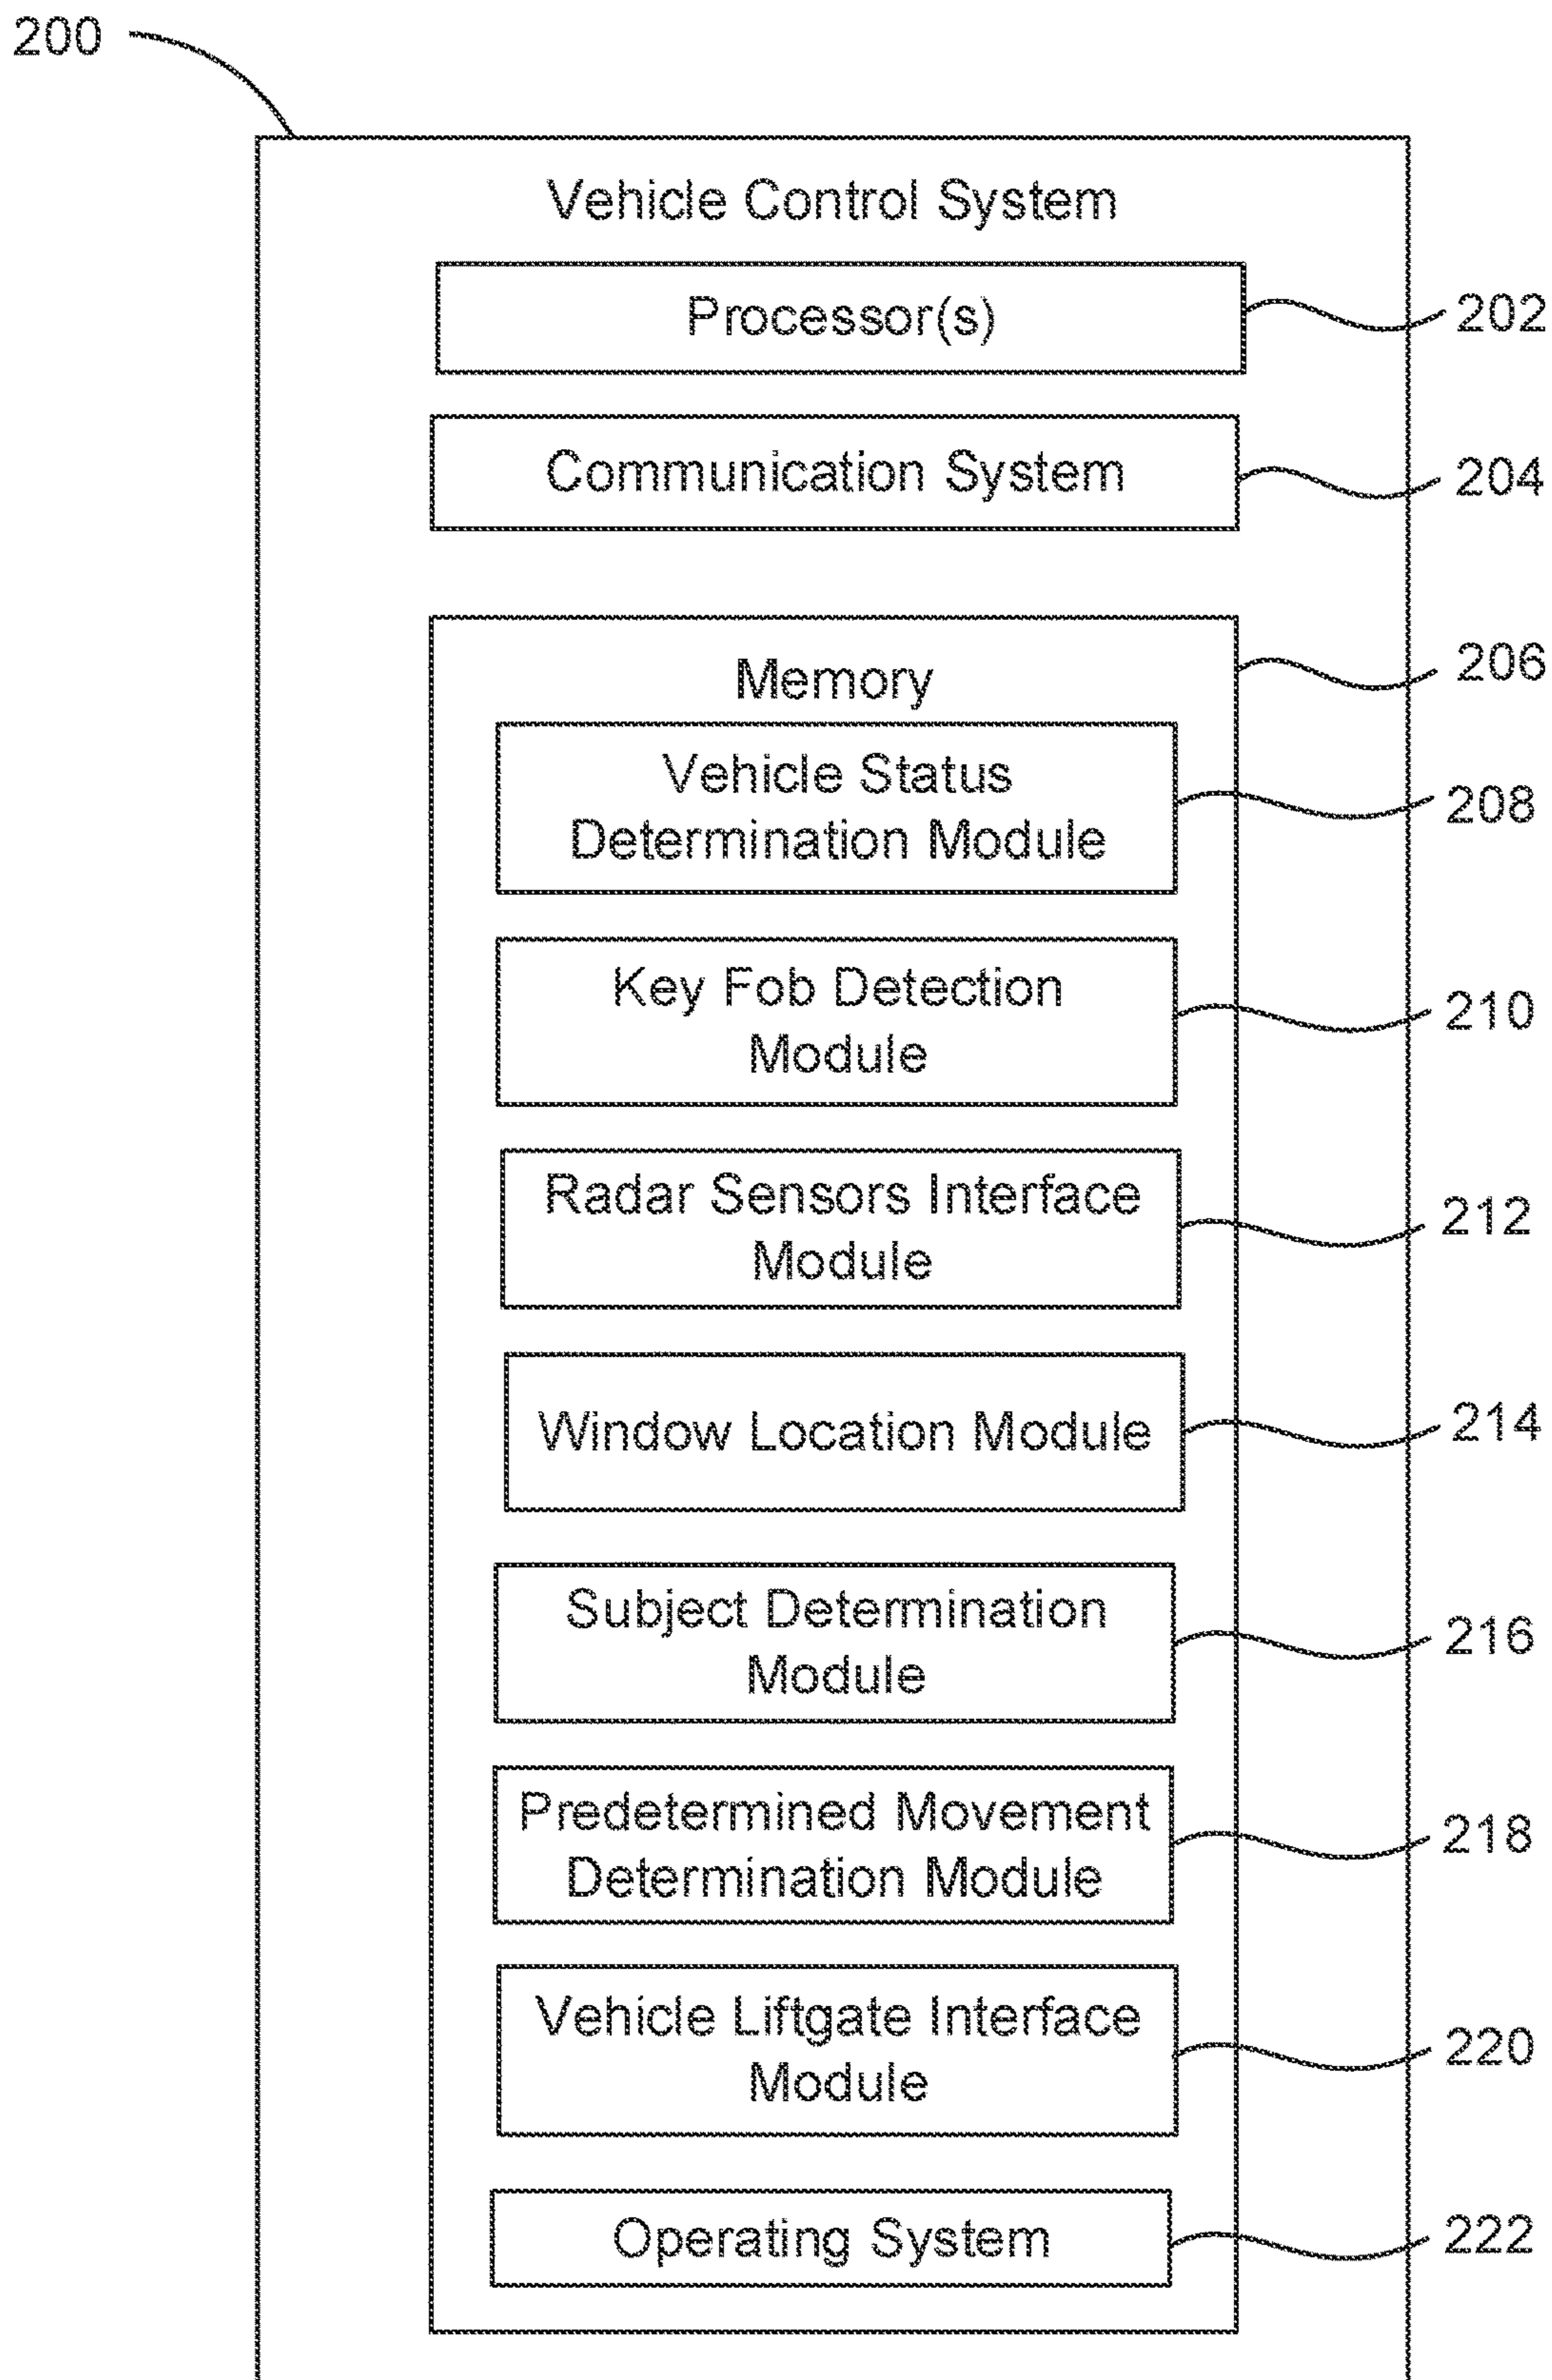 200
Vehicle Control System
Processor(s)
202
Communication System
204
Memory
206
Vehicle Status
Determination Module
208
Key Fob Detection
Module
210
Radar Sensors Interface
Module
212
Window Location Module
214
Subject Determination
Module
216
Predetermined Movement
Determination Module
218
Vehicle Liftgate Interface
Module
220
Operating System
222